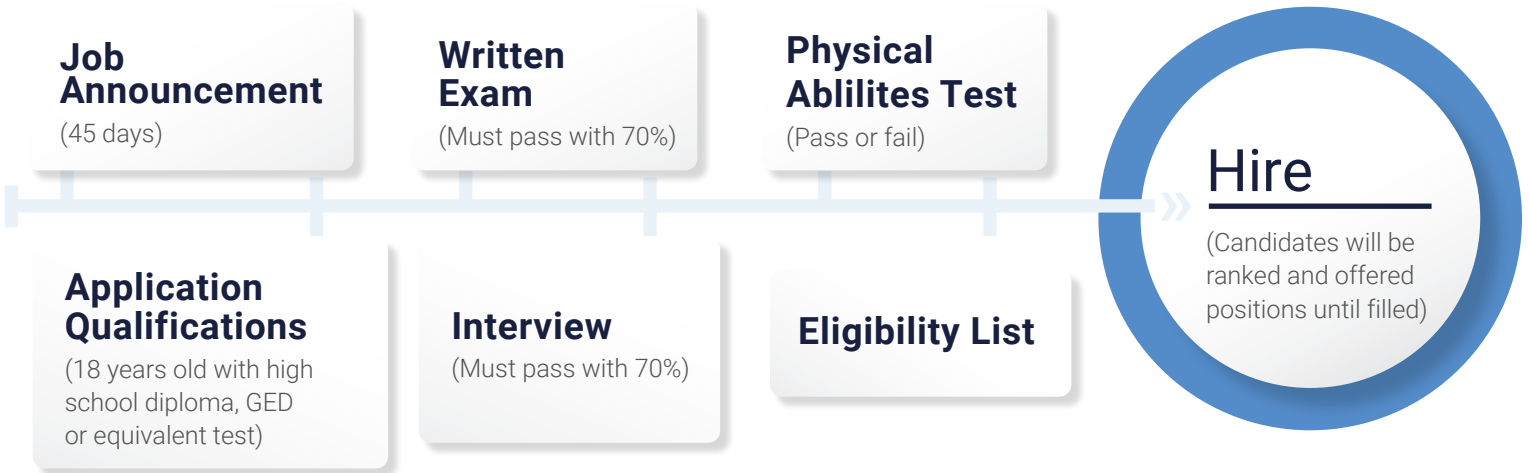 Job
Announcement
(45 days)
Application
Qualifications
(18 years old with high
school diploma, GED
or equivalent test)
Written
Exam
(Must pass with 70%)
Interview
(Must pass with 70%)
Physical
Ablilites Test
(Pass or fail)
Eligibility List
Hire
(Candidates will be
ranked and offered
positions until filled)